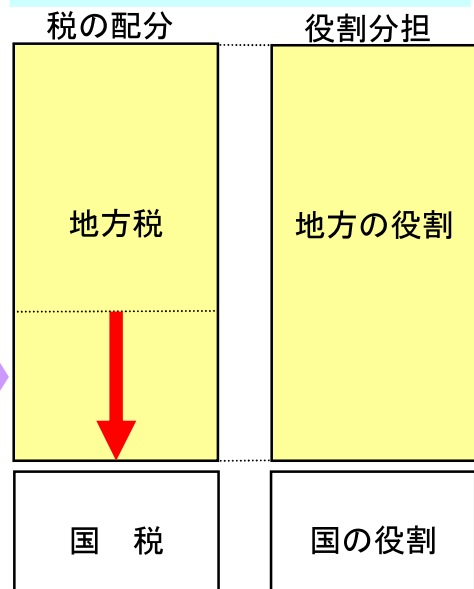 税の配分
役割分担
地方税
地方の役割
国　税
国の役割